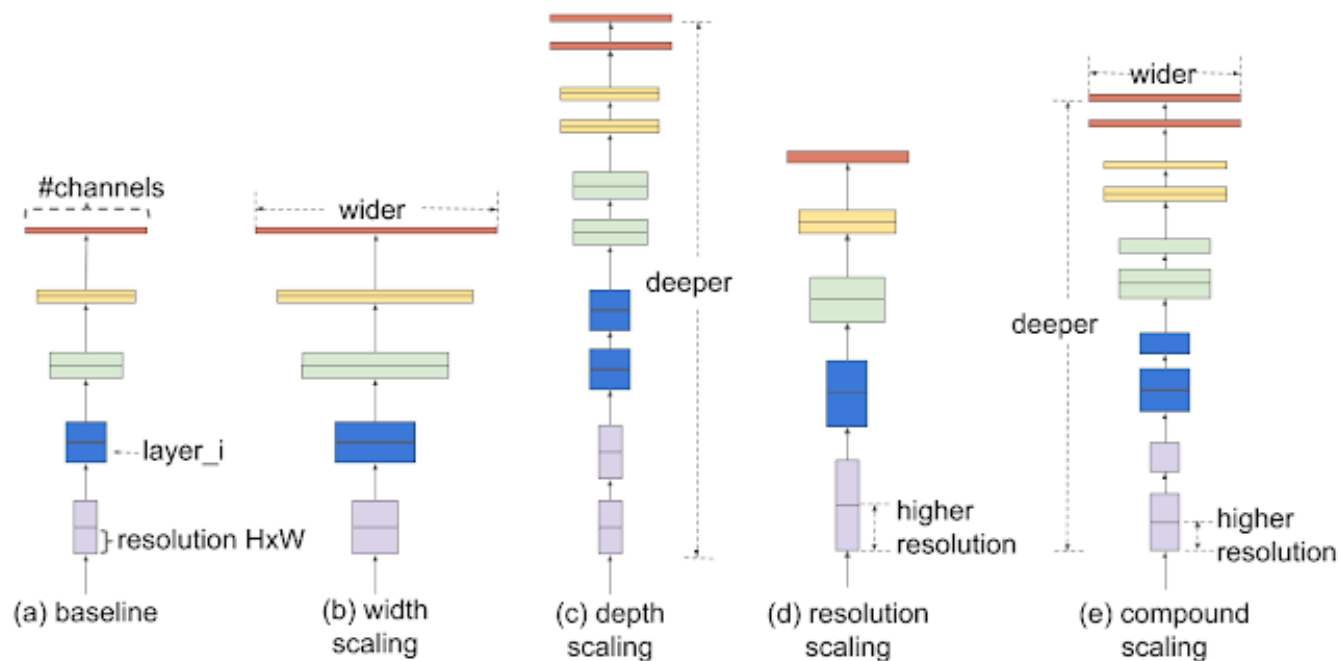 #channels
layer_i
resolution HxW
(a) baseline
wider
(b) width
scaling
deeper
(c) depth
scaling
higher
resolution
(d) resolution
scaling
wider
deeper
higher
resolution
(e) compound
scaling